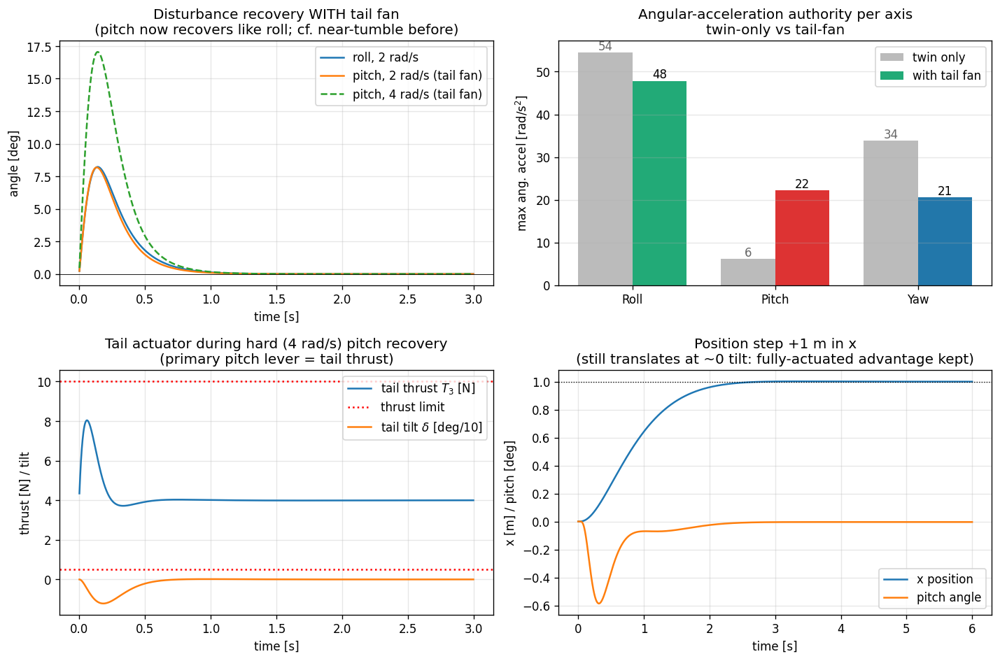 Disturbance recovery WITH tail fan
(pitch now recovers like roll; cf. near-tumble before)
17.5
15.0
12.5
10.0
7.5
5.0
2.5
0.0
angle [deg]
roll, 2 rad/s
pitch, 2 rad/s (tail fan)
pitch, 4 rad/s (tail fan)
0.0 0.5 1.0 1.5 2.0 2.5 3.0
time [s]
Angular-acceleration authority per axis
twin-only vs tail-fan
50
40
30
20
10
0
max ang. accel [rad/s²]
twin only
with tail fan
54
48
6
22
34
21
Roll Pitch Yaw
Tail actuator during hard (4 rad/s) pitch recovery
(primary pitch lever = tail thrust)
10
8
6
4
2
0
thrust [N] / tilt
tail thrust T₃ [N]
thrust limit
tail tilt δ [deg/10]
0.0 0.5 1.0 1.5 2.0 2.5 3.0
time [s]
Position step +1 m in x
(still translates at ~0 tilt: fully-actuated advantage kept)
1.0
0.8
0.6
0.4
0.2
0.0
−0.2
−0.4
−0.6
x [m] / pitch [deg]
x position
pitch angle
0 1 2 3 4 5 6
time [s]